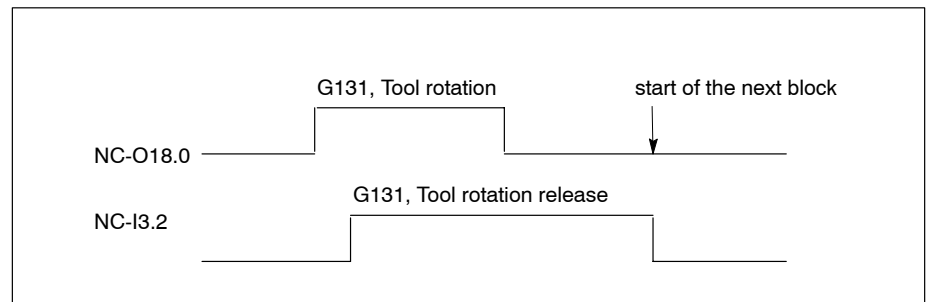 G131, Tool rotation
start of the next block
NC-O18.0
G131, Tool rotation release
NC-I3.2